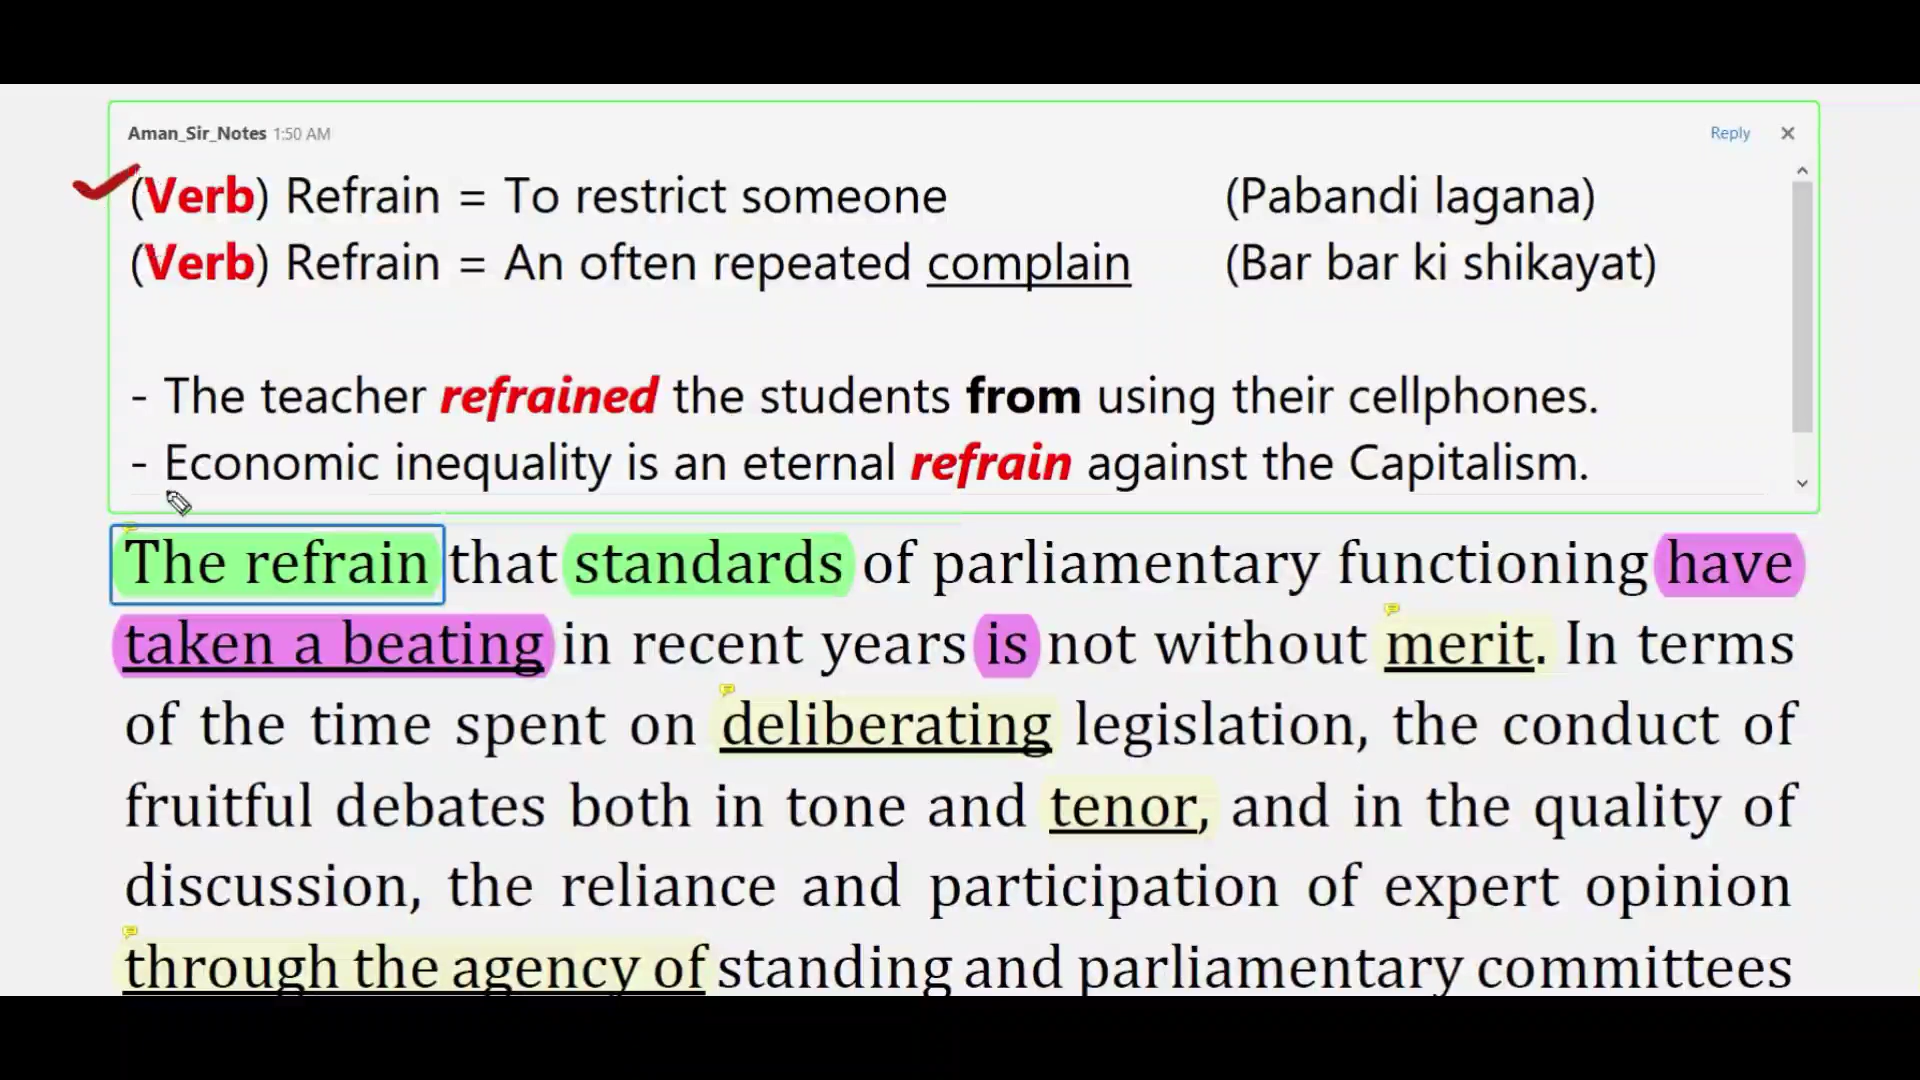 Aman_Sir_Notes 1:50 AM Reply
(Verb) Refrain = To restrict someone (Pabandi lagana)
(Verb) Refrain = An often repeated complain (Bar bar ki shikayat)
- The teacher refrained the students from using their cellphones.
- Economic inequality is an eternal refrain against the Capitalism.
The refrain that standards of parliamentary functioning have
taken a beating in recent years is not without merit. In terms
of the time spent on deliberating legislation, the conduct of
fruitful debates both in tone and tenor, and in the quality of
discussion, the reliance and participation of expert opinion
through the agency of standing and parliamentary committees